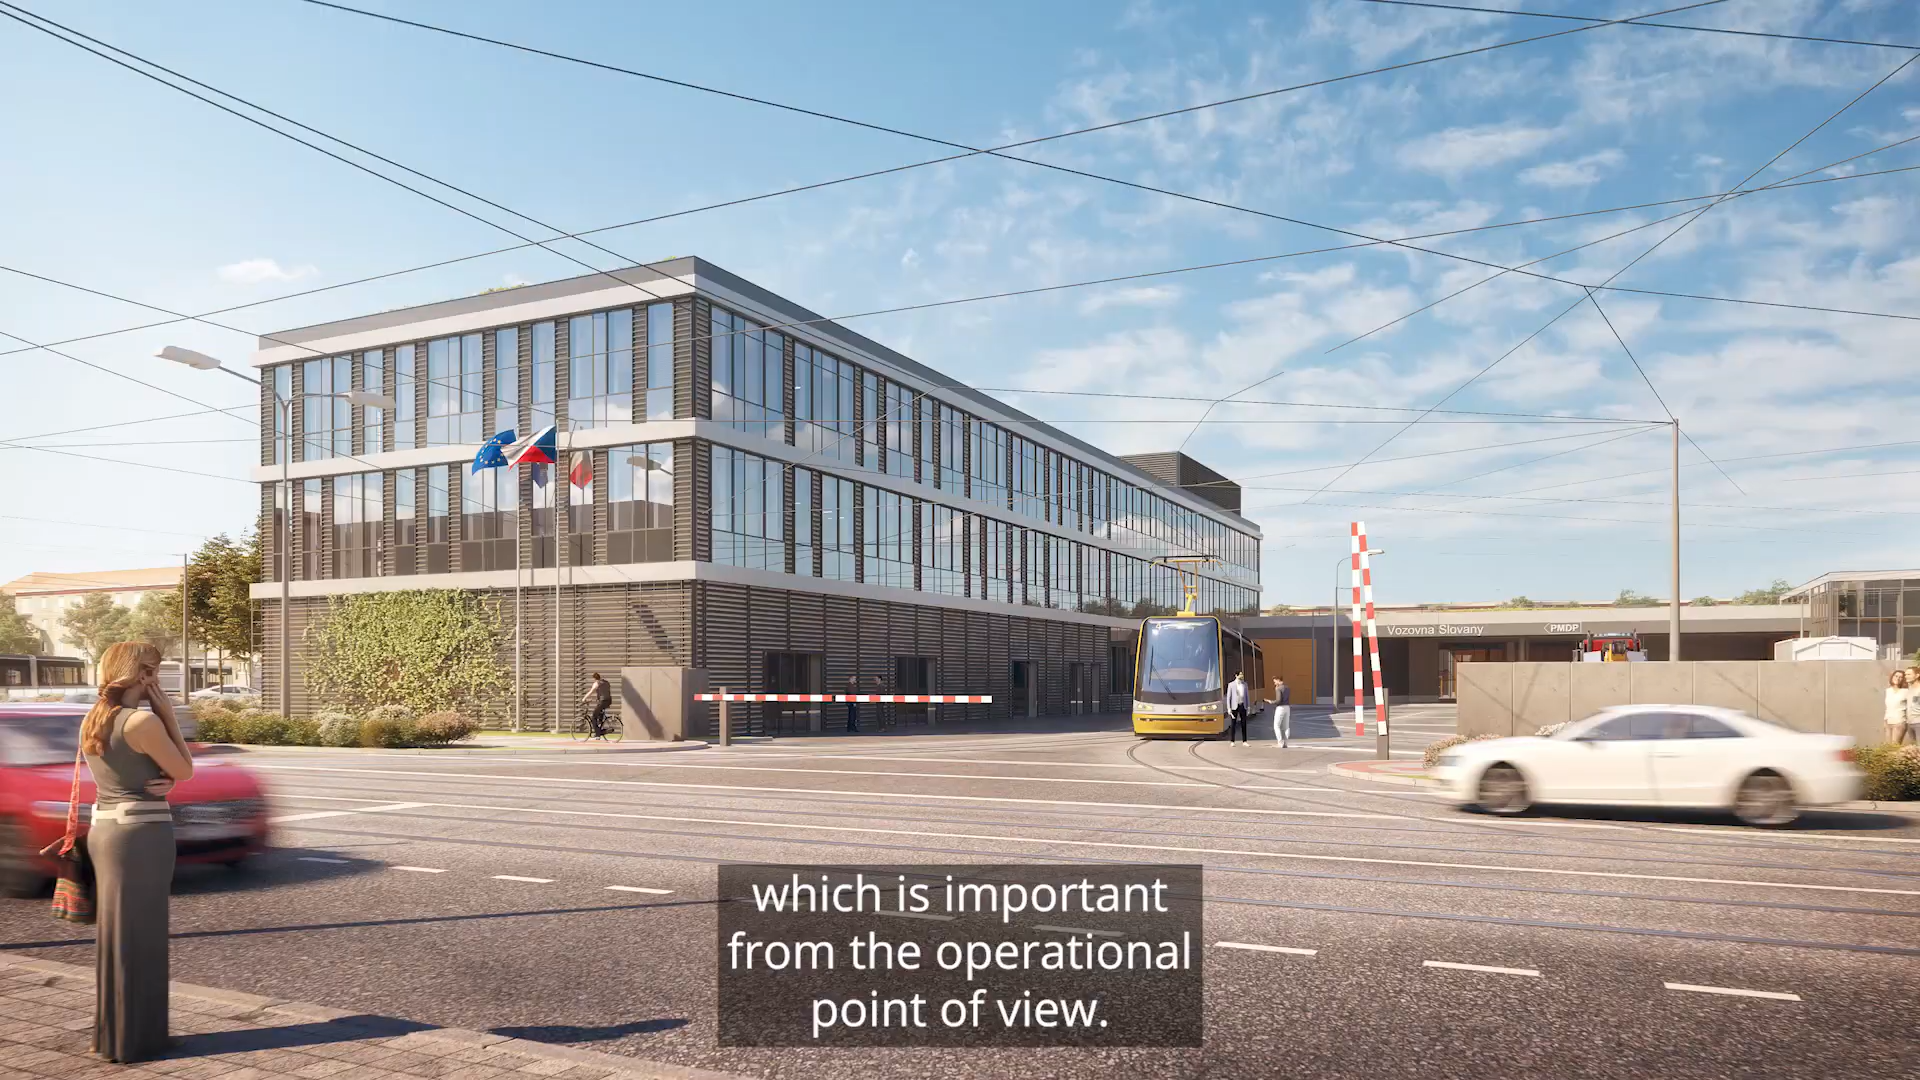 Vozovna Slovany
PMDP
which is important
from the operational
point of view.